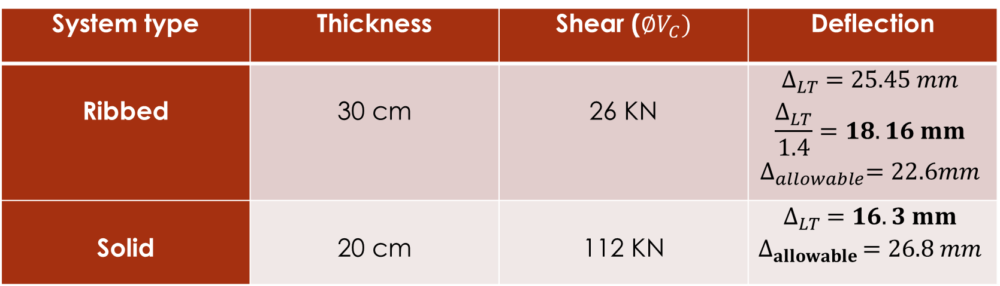 System type Thickness Shear (∅V_C) Deflection
Ribbed 30 cm 26 KN Δ_LT = 25.45 mm
Δ_LT/1.4 = 18.16 mm
Δ_allowable= 22.6mm
Solid 20 cm 112 KN Δ_LT = 16.3 mm
Δ_allowable = 26.8 mm